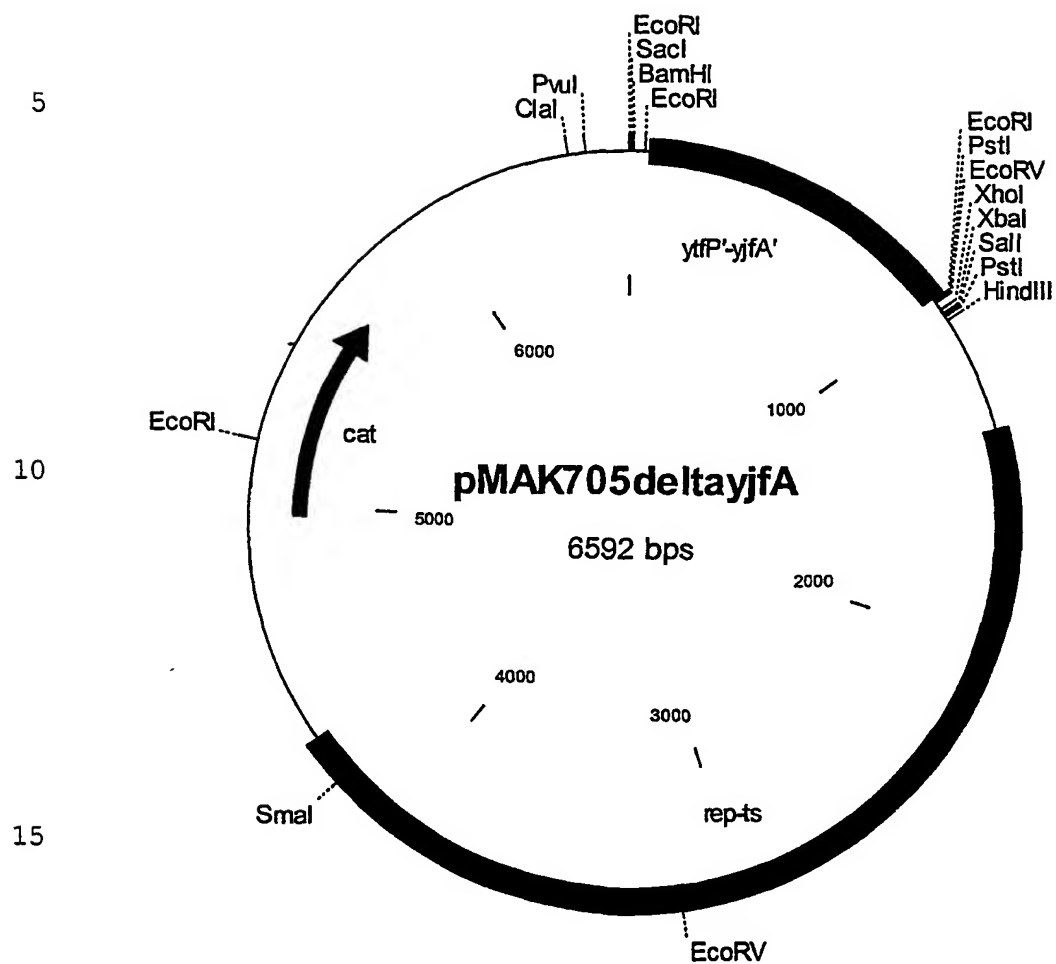 EcoRI
SacI
BamHI
EcoRI
PvuI
ClaI
5
EcoRI
PstI
EcoRV
XhoI
XbaI
SalI
PstI
HindIII
ytfP'-yjfA'
6000
1000
EcoRI
cat
10
pMAK705deltayjfA
5000
6592 bps
2000
4000
3000
SmaI
rep-ts
15
EcoRV